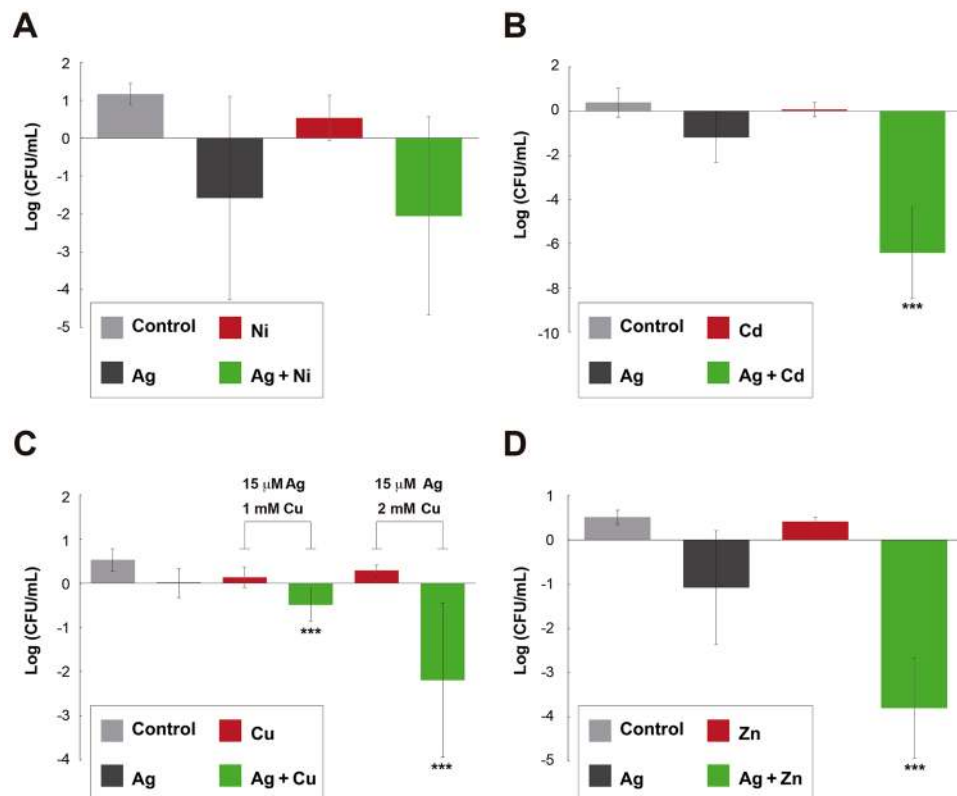 A
Log (CFU/mL)
2
1
0
-1
-2
-3
-4
-5
Control
Ni
Ag
Ag + Ni
B
Log (CFU/mL)
2
0
-2
-4
-6
-8
-10
***
Control
Cd
Ag
Ag + Cd
C
Log (CFU/mL)
2
1
0
-1
-2
-3
-4
15 μM Ag
1 mM Cu
15 μM Ag
2 mM Cu
***
***
Control
Cu
Ag
Ag + Cu
D
Log (CFU/mL)
1
0
-1
-2
-3
-4
-5
***
Control
Zn
Ag
Ag + Zn